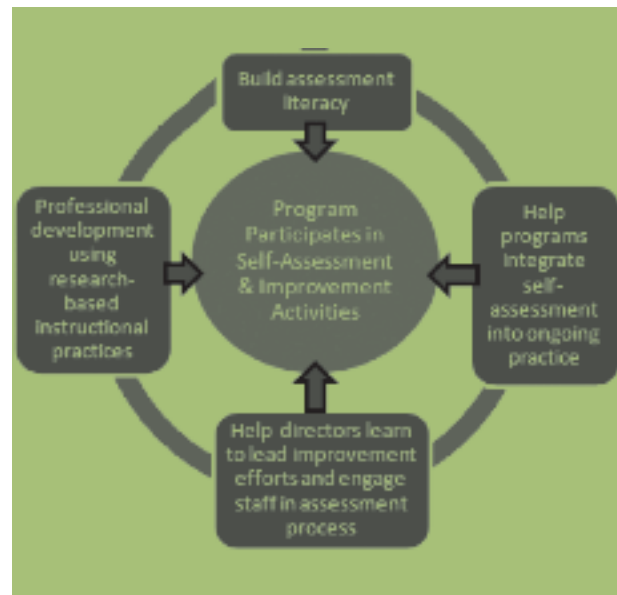 Build assessment
literacy
Professional
development
using
research-
based
instructional
practices
Program
Participates in
Self-Assessment
& Improvement
Activities
Help
programs
integrate
self-
assessment
into ongoing
practice
Help directors learn
to lead improvement
efforts and engage
staff in assessment
process